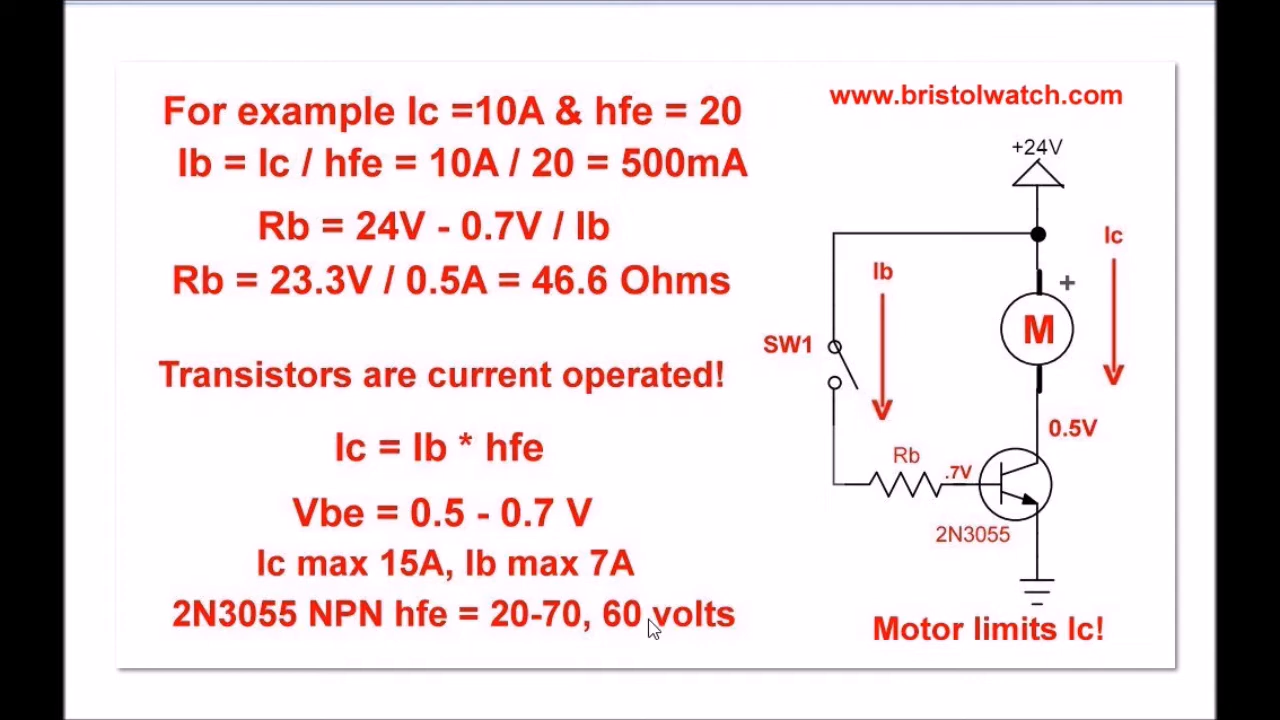 For example Ic =10A & hfe = 20
Ib = Ic / hfe = 10A / 20 = 500mA
Rb = 24V - 0.7V / Ib
Rb = 23.3V / 0.5A = 46.6 Ohms
Transistors are current operated!
Ic = Ib * hfe
Vbe = 0.5 - 0.7 V
Ic max 15A, Ib max 7A
2N3055 NPN hfe = 20-70, 60 volts
www.bristolwatch.com
+24V
Ic
Ib
+
M
SW1
0.5V
Rb
.7V
2N3055
Motor limits Ic!